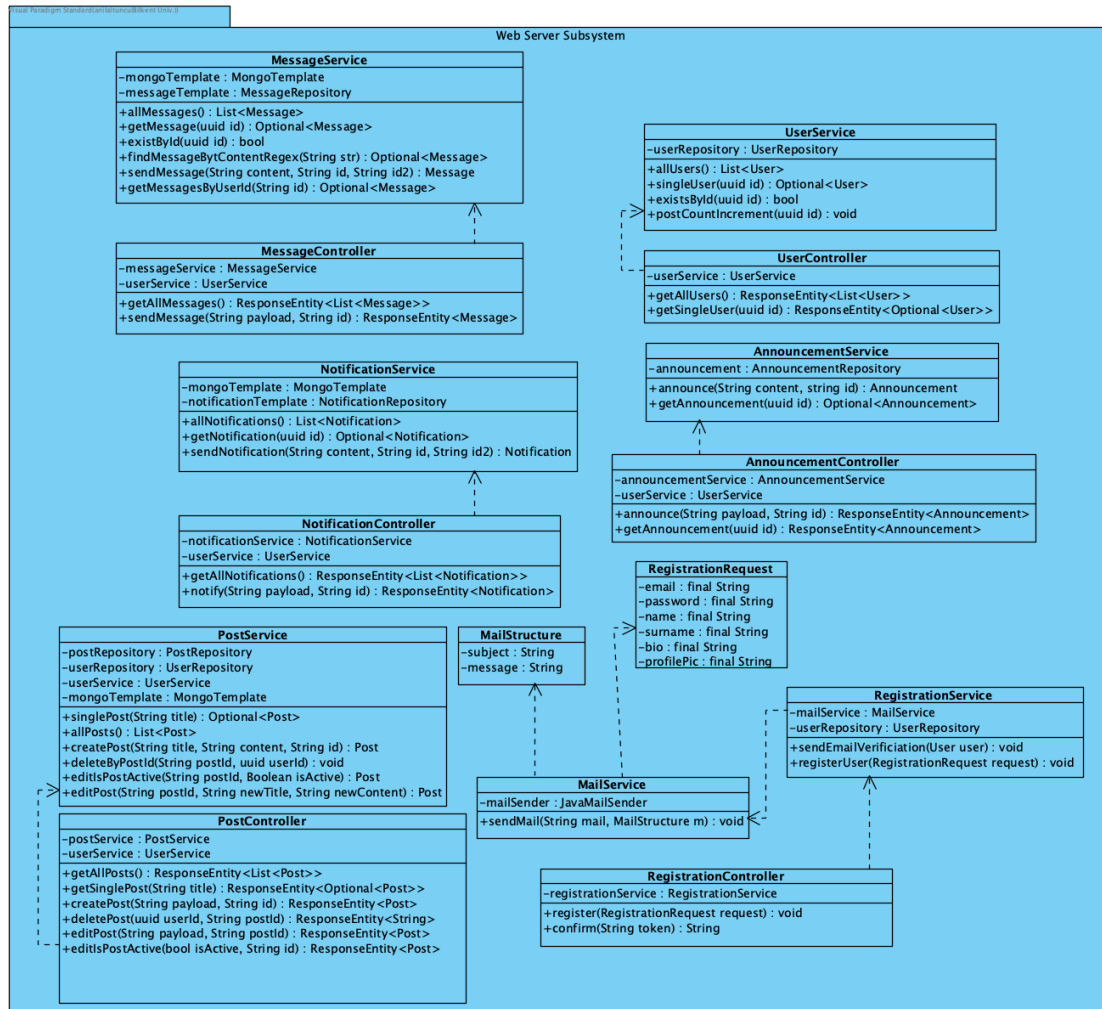 Visual Paradigm Standard(anilaltuncu(Bilkent Univ.))
Web Server Subsystem
MessageService
-mongoTemplate : MongoTemplate
-messageTemplate : MessageRepository
+allMessages() : List<Message>
+getMessage(uuid id) : Optional<Message>
+existById(uuid id) : bool
+findMessageBytContentRegex(String str) : Optional<Message>
+sendMessage(String content, String id, String id2) : Message
+getMessagesByUserId(String id) : Optional<Message>
MessageController
-messageService : MessageService
-userService : UserService
+getAllMessages() : ResponseEntity<List<Message>>
+sendMessage(String payload, String id) : ResponseEntity<Message>
UserService
-userRepository : UserRepository
+allUsers() : List<User>
+singleUser(uuid id) : Optional<User>
+existsById(uuid id) : bool
+postCountIncrement(uuid id) : void
UserController
-userService : UserService
+getAllUsers() : ResponseEntity<List<User>>
+getSingleUser(uuid id) : ResponseEntity<Optional<User>>
NotificationService
-mongoTemplate : MongoTemplate
-notificationTemplate : NotificationRepository
+allNotifications() : List<Notification>
+getNotification(uuid id) : Optional<Notification>
+sendNotification(String content, String id, String id2) : Notification
NotificationController
-notificationService : NotificationService
-userService : UserService
+getAllNotifications() : ResponseEntity<List<Notification>>
+notify(String payload, String id) : ResponseEntity<Notification>
AnnouncementService
-announcement : AnnouncementRepository
+announce(String content, string id) : Announcement
+getAnnouncement(uuid id) : Optional<Announcement>
AnnouncementController
-announcementService : AnnouncementService
-userService : UserService
+announce(String payload, String id) : ResponseEntity<Announcement>
+getAnnouncement(uuid id) : ResponseEntity<Announcement>
RegistrationRequest
-email : final String
-password : final String
-name : final String
-surname : final String
-bio : final String
-profilePic : final String
PostService
-postRepository : PostRepository
-userRepository : UserRepository
-userService : UserService
-mongoTemplate : MongoTemplate
+singlePost(String title) : Optional<Post>
+allPosts() : List<Post>
+createPost(String title, String content, String id) : Post
+deleteByPostId(String postId, uuid userId) : void
+editIsPostActive(String postId, Boolean isActive) : Post
+editPost(String postId, String newTitle, String newContent) : Post
MailStructure
-subject : String
-message : String
RegistrationService
-mailService : MailService
-userRepository : UserRepository
+sendEmailVerificiation(User user) : void
+registerUser(RegistrationRequest request) : void
MailService
-mailSender : JavaMailSender
+sendMail(String mail, MailStructure m) : void
PostController
-postService : PostService
-userService : UserService
+getAllPosts() : ResponseEntity<List<Post>>
+getSinglePost(String title) : ResponseEntity<Optional<Post>>
+createPost(String payload, String id) : ResponseEntity<Post>
+deletePost(uuid userId, String postId) : ResponseEntity<String>
+editPost(String payload, String postId) : ResponseEntity<Post>
+editIsPostActive(bool isActive, String id) : ResponseEntity<Post>
RegistrationController
-registrationService : RegistrationService
+register(RegistrationRequest request) : void
+confirm(String token) : String